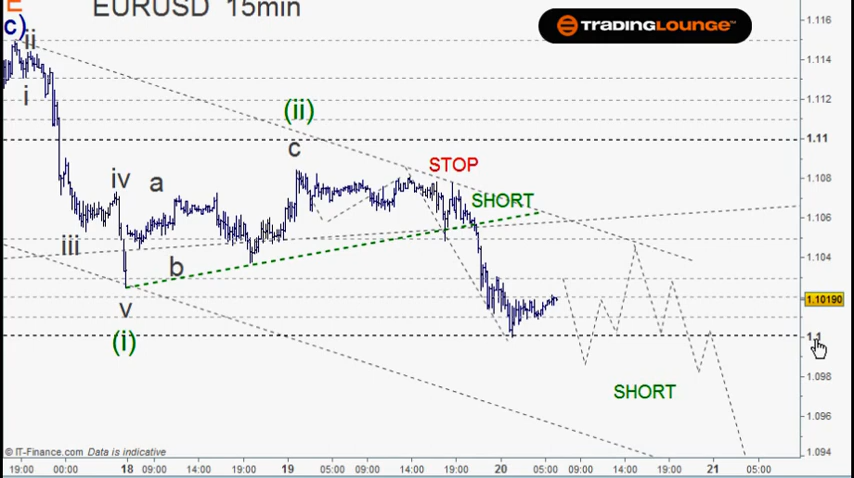 E
EURUSD 15min
TRADINGLOUNGE™
c)
ii
i
iv
a
iii
b
v
(i)
(ii)
c
STOP
SHORT
SHORT
1.116
1.114
1.112
1.11
1.108
1.106
1.104
1.10190
1.1
1.098
1.096
1.094
© IT-Finance.com Data is indicative
19:00 00:00 18 09:00 14:00 19:00 19 09:00 14:00 19:00 20 05:00 09:00 14:00 19:00 21 05:00